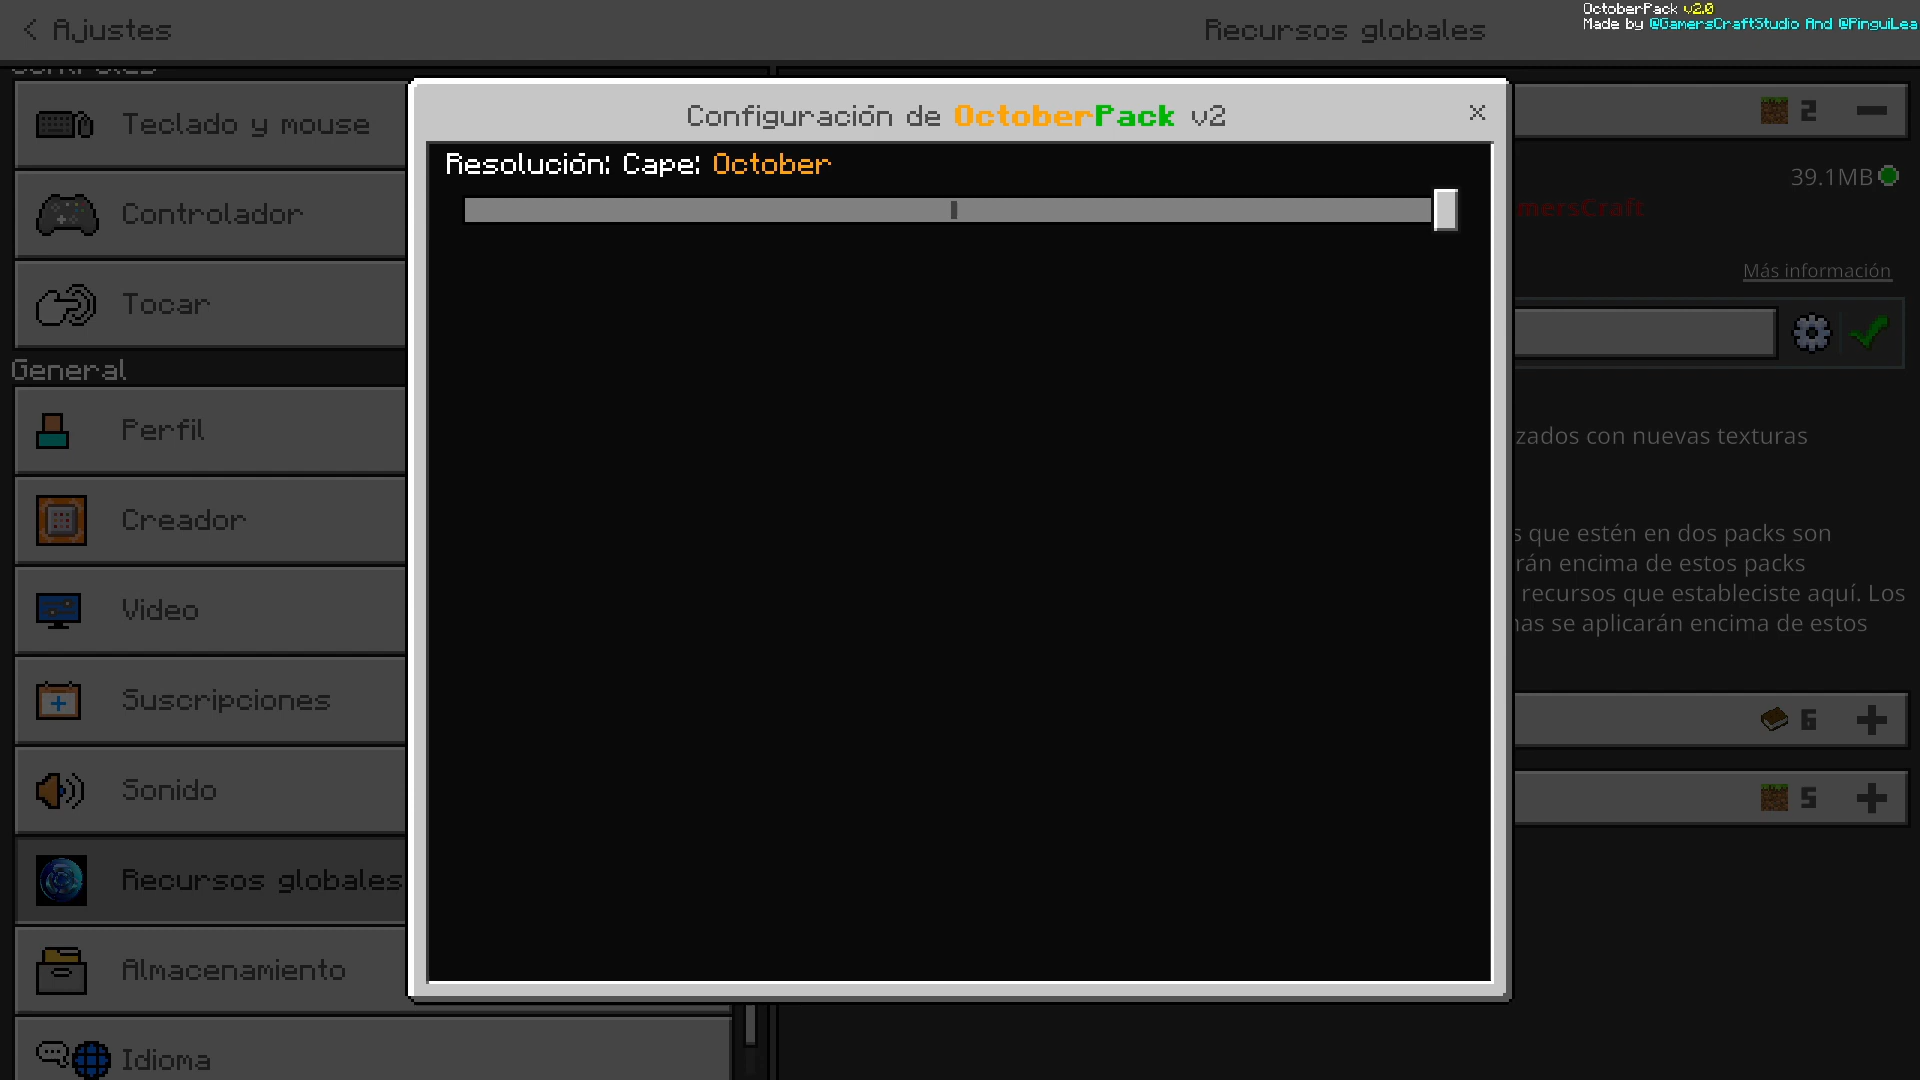 Ajustes
Recursos globales
OctoberPack v2.0
Made by @GamersCraftStudio And @PinguiLea
Teclado y mouse
Controlador
Tocar
General
Perfil
Creador
Video
Suscripciones
Sonido
Recursos globales
Almacenamiento
Idioma
Configuración de OctoberPack v2
Resolución: Cape: October
2
39.1MB
mersCraft
Más información
zados con nuevas texturas
s que estén en dos packs son
rán encima de estos packs
recursos que estableciste aquí. Los
nas se aplicarán encima de estos
6
5